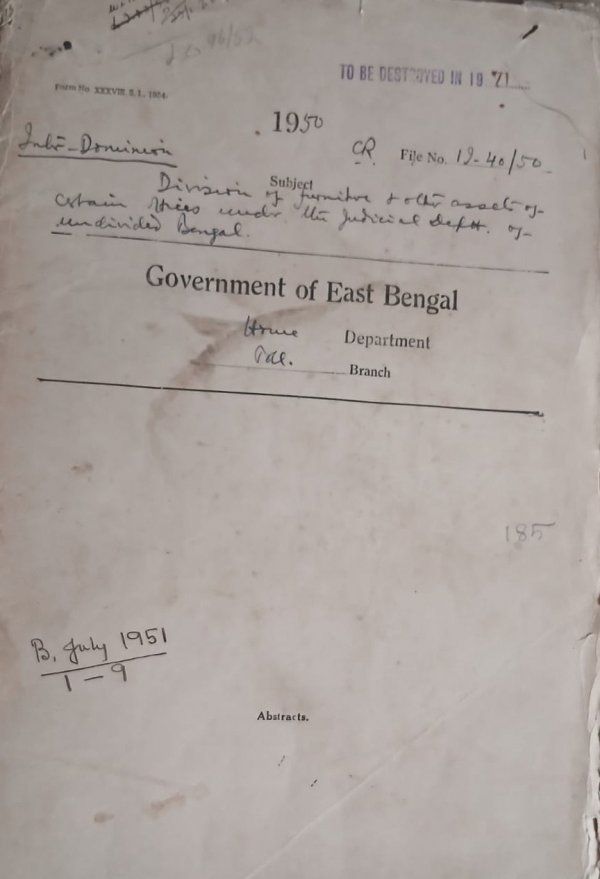 TO BE DESTROYED IN 19 71
Form No. XXXVIII S.I., 1904.
1950
Inter-Dominion
CR. File No. 12-40/50.
Subject
Division of furniture & other assets of
certain offices under the Judicial Deptt. of
undivided Bengal.
Government of East Bengal
Home Department
Branch
185
B. July 1951
1-9
Abstracts.